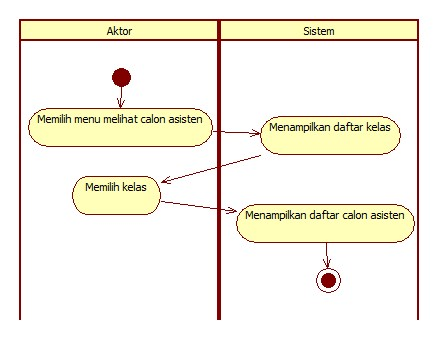 Aktor
Sistem
Memilih menu melihat calon asisten
Menampilkan daftar kelas
Memilih kelas
Menampilkan daftar calon asisten